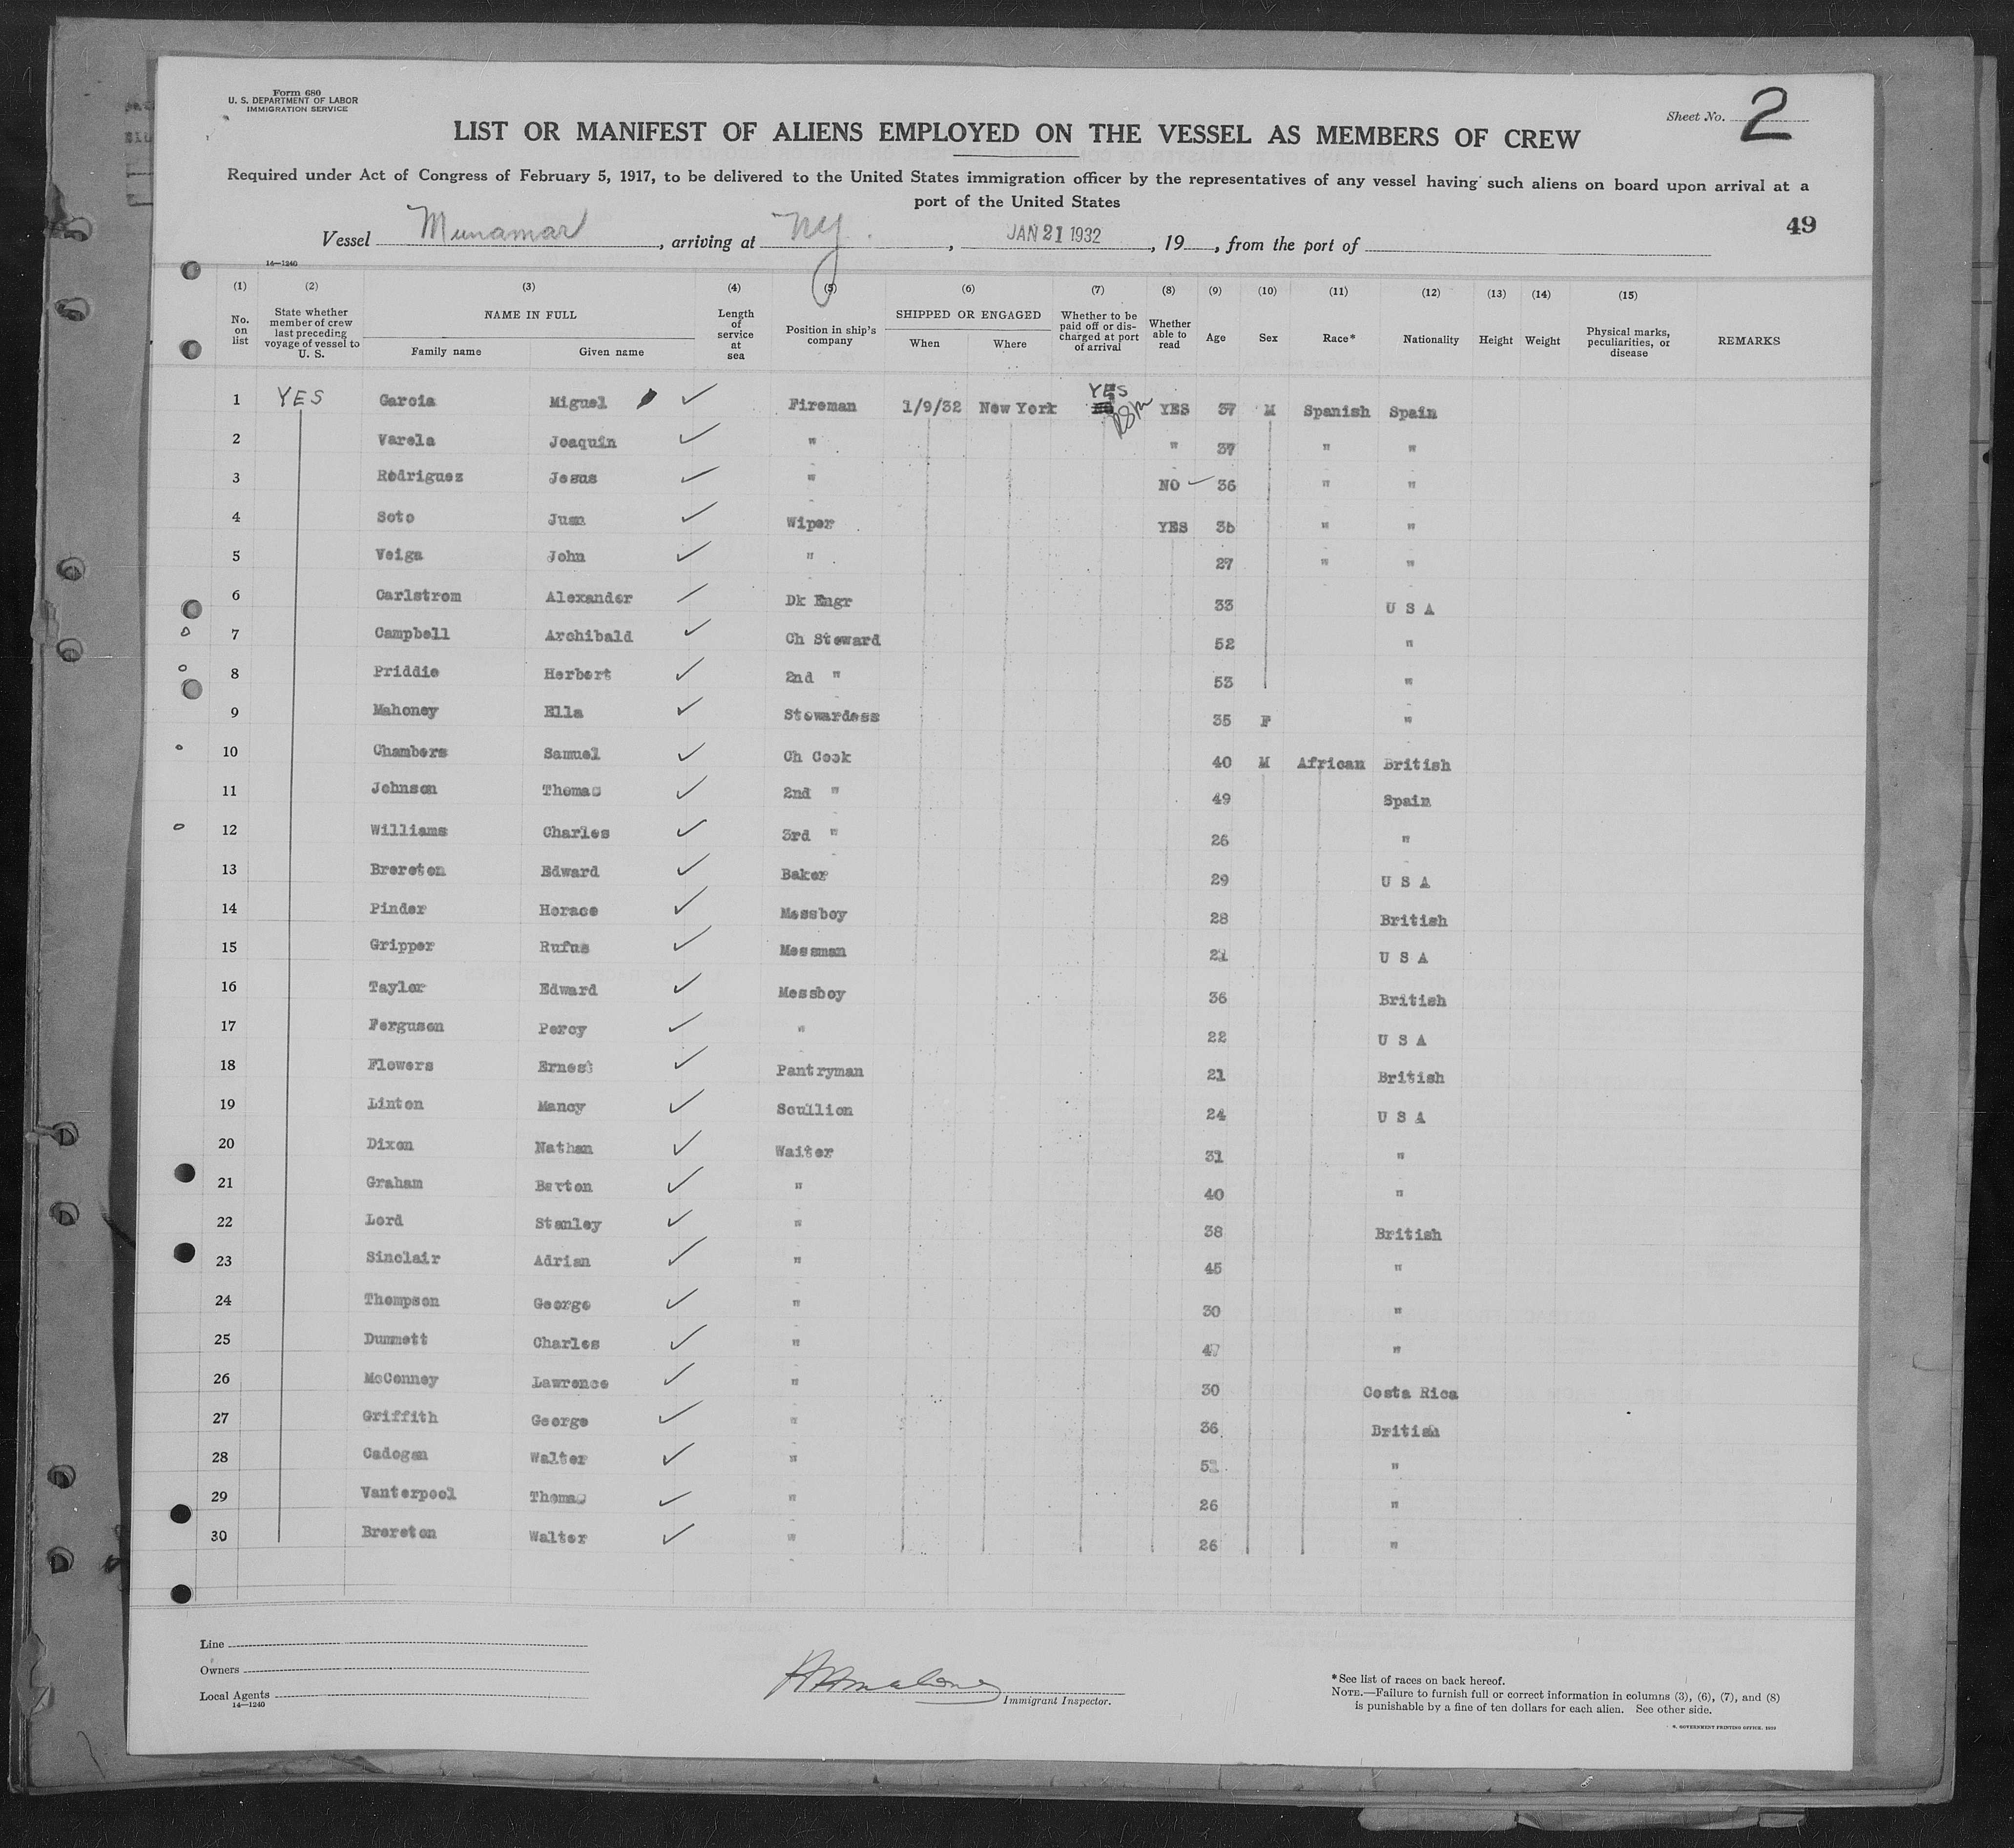 Form 680
U. S. DEPARTMENT OF LABOR
IMMIGRATION SERVICE
Sheet No. 2
LIST OR MANIFEST OF ALIENS EMPLOYED ON THE VESSEL AS MEMBERS OF CREW
Required under Act of Congress of February 5, 1917, to be delivered to the United States immigration officer by the representatives of any vessel having such aliens on board upon arrival at a
port of the United States
49
Vessel Munamar, arriving at NY., JAN 21 1932, 19, from the port of
14—1240
(1) (2) (3) (4) (5) (6) (7) (8) (9) (10) (11) (12) (13) (14) (15)
No. on list State whether member of crew last preceding voyage of vessel to U. S. NAME IN FULL Family name Given name Length of service at sea Position in ship's company SHIPPED OR ENGAGED When Where Whether to be paid off or discharged at port of arrival Whether able to read Age Sex Race* Nationality Height Weight Physical marks, peculiarities, or disease REMARKS
1 YES Garcia Miguel ✓ Fireman 1/9/32 New York YES YES 37 M Spanish Spain
2 Varela Joaquin ✓ " " 37 " "
3 Rodriguez Jesus ✓ " NO ✓ 36 " "
4 Soto Juan ✓ Wiper YES 3b " "
5 Veiga John ✓ " 27 " "
6 Carlstrom Alexander ✓ Dk Engr 33 U S A
7 Campbell Archibald ✓ Ch Steward 52 "
8 Priddie Herbert ✓ 2nd " 53 "
9 Mahoney Ella ✓ Stewardess 35 F "
10 Chambers Samuel ✓ Ch Cook 40 M African British
11 Johnson Thomas ✓ 2nd " 49 Spain
12 Williams Charles ✓ 3rd " 26 "
13 Brereton Edward ✓ Baker 29 U S A
14 Pinder Horace ✓ Messboy 28 British
15 Gripper Rufus ✓ Messman 21 U S A
16 Taylor Edward ✓ Messboy 36 British
17 Ferguson Percy ✓ " 22 U S A
18 Flowers Ernest ✓ Pantryman 21 British
19 Linton Mancy ✓ Scullion 24 U S A
20 Dixon Nathan ✓ Waiter 31 "
21 Graham Barton ✓ " 40 "
22 Lord Stanley ✓ " 38 British
23 Sinclair Adrian ✓ " 45 "
24 Thompson George ✓ " 30 "
25 Dummett Charles ✓ " 47 "
26 McConney Lawrence ✓ " 30 Costa Rica
27 Griffith George ✓ " 36 British
28 Cadogan Walter ✓ " 51 "
29 Vanterpool Thomas ✓ " 26 "
30 Brereton Walter ✓ " 26 "
Line
Owners
Local Agents
14—1240
Immigrant Inspector.
*See list of races on back hereof.
NOTE.—Failure to furnish full or correct information in columns (3), (6), (7), and (8)
is punishable by a fine of ten dollars for each alien. See other side.
GOVERNMENT PRINTING OFFICE